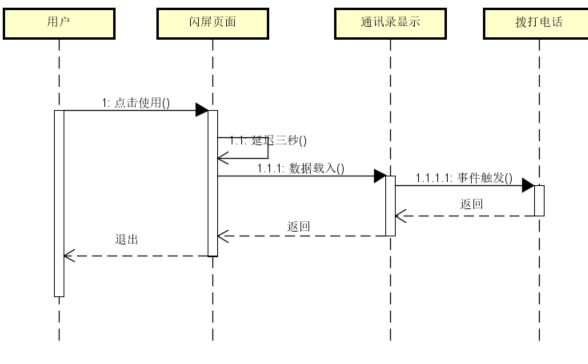 用户
闪屏页面
通讯录显示
拨打电话
1: 点击使用()
1.1: 延迟三秒()
1.1.1: 数据载入()
1.1.1.1: 事件触发()
返回
返回
退出